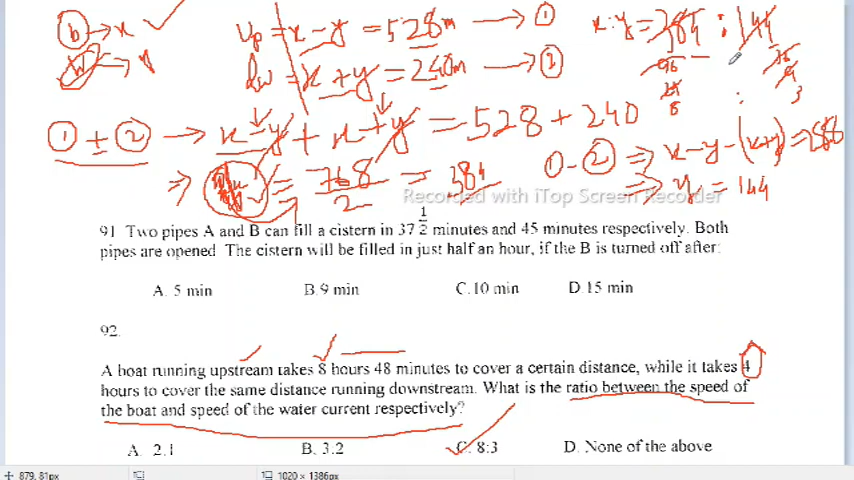 b → x up = x - y = 528m → 1 x : y = 384 : 144
w → y dw = x + y = 240m → 2 96 36
24 9
8 : 3
1 ± 2 → x - y + x + y = 528 + 240
1 - 2 ⇒ x - y - (x+y) = 288
⇒ = 768/2 = 384 ⇒ y = 144
Recorded with iTop Screen Recorder
91 Two pipes A and B can fill a cistern in 37 1/2 minutes and 45 minutes respectively. Both
pipes are opened The cistern will be filled in just half an hour, if the B is turned off after:
A. 5 min B.9 min C.10 min D.15 min
92.
A boat running upstream takes 8 hours 48 minutes to cover a certain distance, while it takes 4
hours to cover the same distance running downstream. What is the ratio between the speed of
the boat and speed of the water current respectively?
A. 2.1 B. 3.2 C. 8:3 D. None of the above
879, 81px 1020 × 1386px